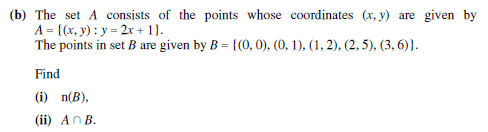 (b) The set A consists of the points whose coordinates (x, y) are given by
A = {(x, y) : y = 2x + 1}.
The points in set B are given by B = {(0, 0), (0, 1), (1, 2), (2, 5), (3, 6)}.
Find
(i) n(B),
(ii) A ∩ B.